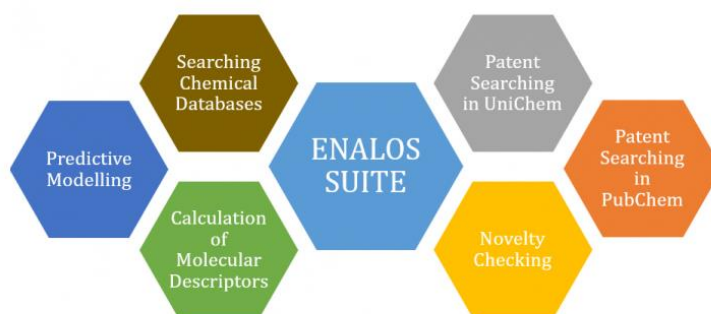 Searching
Chemical
Databases
Patent
Searching
in UniChem
Predictive
Modelling
ENALOS
SUITE
Patent
Searching
in
PubChem
Calculation
of
Molecular
Descriptors
Novelty
Checking